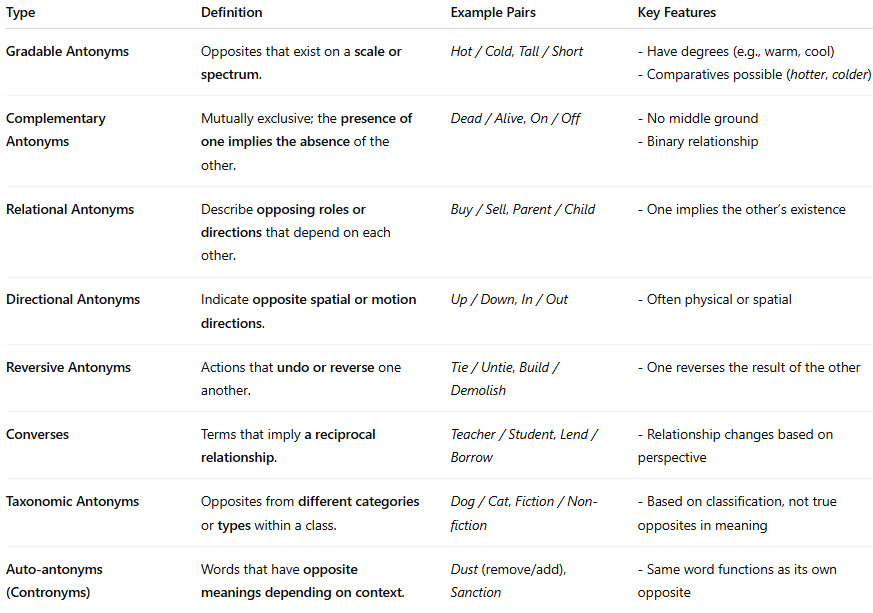 Type Definition Example Pairs Key Features
Gradable Antonyms Opposites that exist on a scale or Hot / Cold, Tall / Short - Have degrees (e.g., warm, cool)
spectrum. - Comparatives possible (hotter, colder)
Complementary Mutually exclusive; the presence of Dead / Alive, On / Off - No middle ground
Antonyms one implies the absence of the - Binary relationship
other.
Relational Antonyms Describe opposing roles or Buy / Sell, Parent / Child - One implies the other’s existence
directions that depend on each
other.
Directional Antonyms Indicate opposite spatial or motion Up / Down, In / Out - Often physical or spatial
directions.
Reversive Antonyms Actions that undo or reverse one Tie / Untie, Build / - One reverses the result of the other
another. Demolish
Converses Terms that imply a reciprocal Teacher / Student, Lend / - Relationship changes based on
relationship. Borrow perspective
Taxonomic Antonyms Opposites from different categories Dog / Cat, Fiction / Non- - Based on classification, not true
or types within a class. fiction opposites in meaning
Auto-antonyms Words that have opposite Dust (remove/add), - Same word functions as its own
(Contronyms) meanings depending on context. Sanction opposite